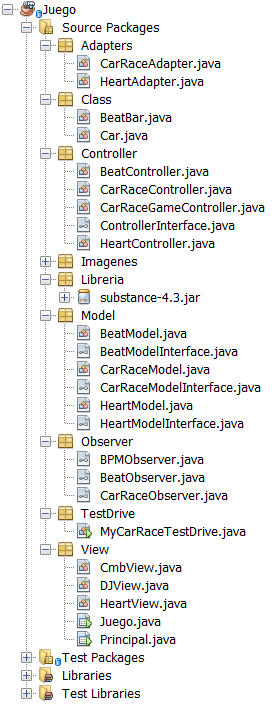 Juego
Source Packages
Adapters
CarRaceAdapter.java
HeartAdapter.java
Class
BeatBar.java
Car.java
Controller
BeatController.java
CarRaceController.java
CarRaceGameController.java
ControllerInterface.java
HeartController.java
Imagenes
Libreria
substance-4.3.jar
Model
BeatModel.java
BeatModelInterface.java
CarRaceModel.java
CarRaceModelInterface.java
HeartModel.java
HeartModelInterface.java
Observer
BPMObserver.java
BeatObserver.java
CarRaceObserver.java
TestDrive
MyCarRaceTestDrive.java
View
CmbView.java
DJView.java
HeartView.java
Juego.java
Principal.java
Test Packages
Libraries
Test Libraries